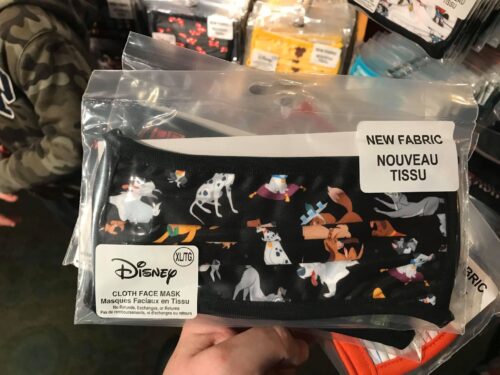 NEW FABRIC
NOUVEAU
TISSU
XL/TG
Disney
CLOTH FACE MASK
Masques Faciaux en Tissu
No Refunds, Exchanges, or Returns
Pas de remboursements, ni d'échanges ou retours